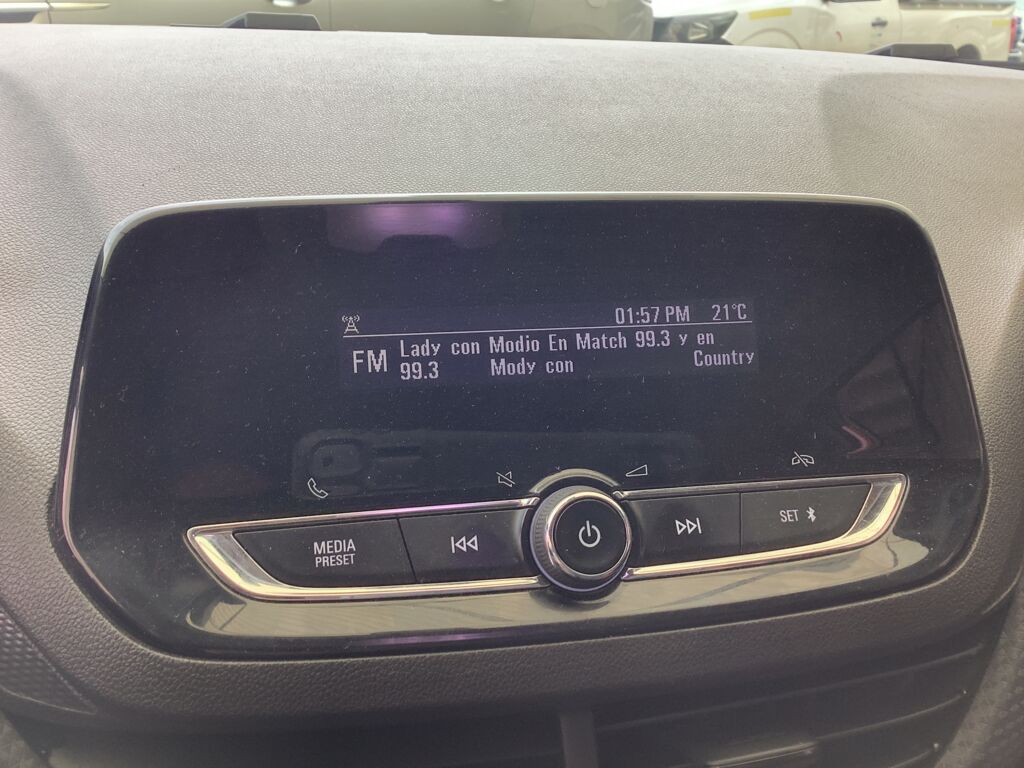 01:57 PM 21°C
FM
Lady con Modio En Match 99.3 y en
99.3 Mody con Country
MEDIA
PRESET
SET